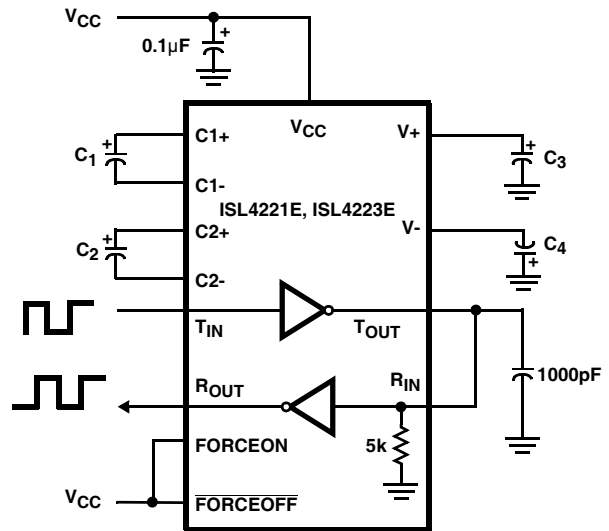 VCC
+
0.1µF
VCC
C1+
V+
+
C1
C1-
+
C3
ISL4221E, ISL4223E
+
C2
C2+
C2-
V-
C4
+
TIN
TOUT
ROUT
RIN
1000pF
5k
FORCEON
VCC
FORCEOFF